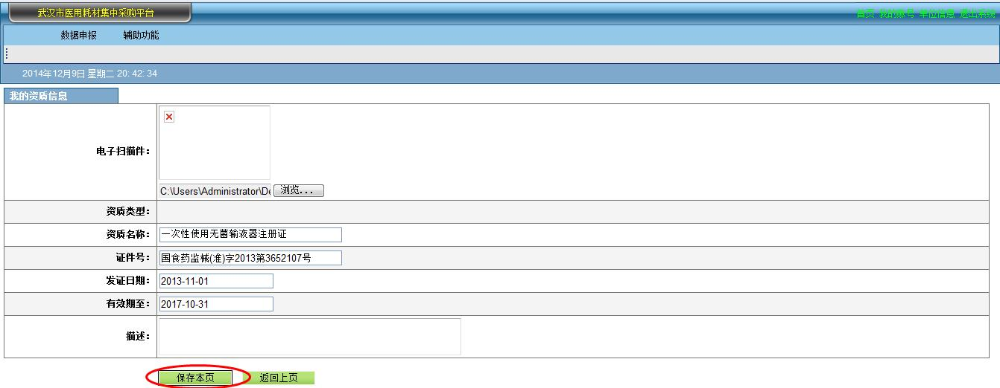 武汉市医用耗材集中采购平台
首页 我的账号 单位信息 退出系统
数据申报 辅助功能
2014年12月9日 星期二 20:42:34
我的资质信息
电子扫描件：
C:\Users\Administrator\De 浏览...
资质类型：
资质名称： 一次性使用无菌输液器注册证
证件号： 国食药监械(准)字2013第3652107号
发证日期： 2013-11-01
有效期至： 2017-10-31
描述：
保存本页 返回上页